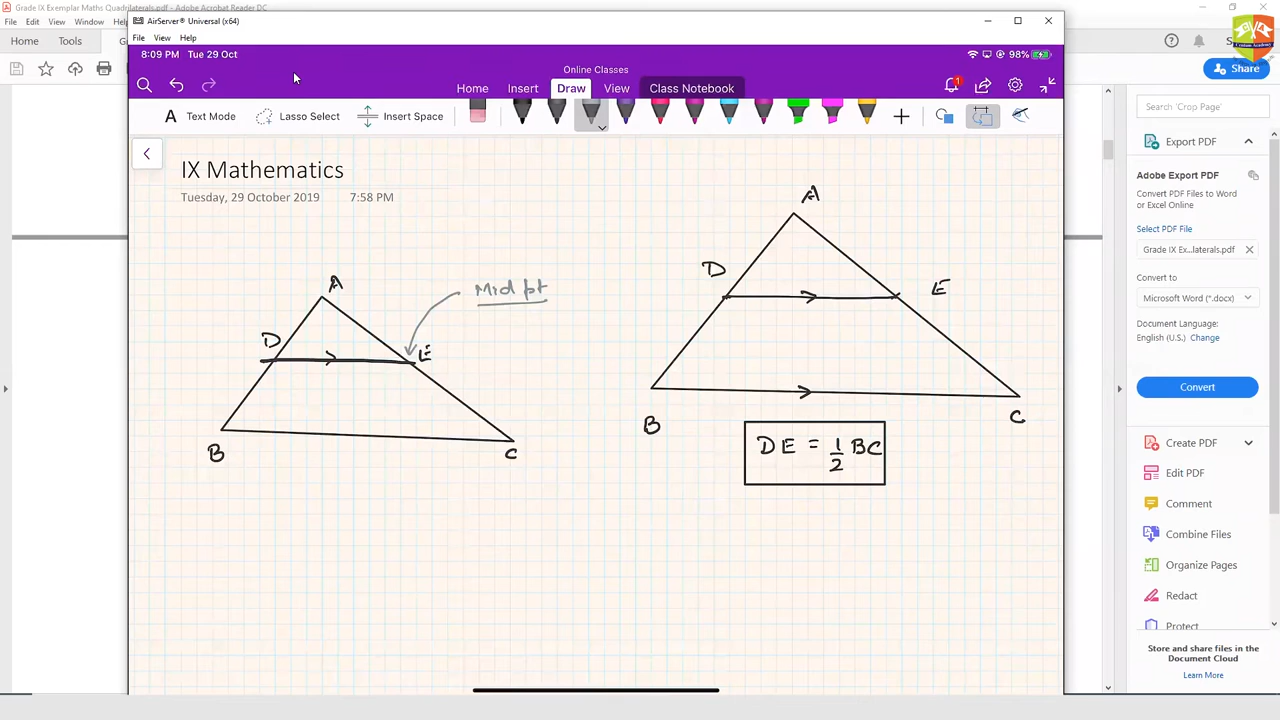 Grade IX Exemplar Maths Quadrilaterals.pdf - Adobe Acrobat Reader DC
File Edit View Window
Home Tools
AirServer® Universal (x64)
File View Help
8:09 PM Tue 29 Oct
98%
Online Classes
Home Insert Draw View Class Notebook
1
A Text Mode Lasso Select Insert Space
IX Mathematics
Tuesday, 29 October 2019 7:58 PM
A
D
E
B
C
Mid pt
A
D
E
B
C
DE = 1/2 BC
Share
Search 'Crop Page'
Export PDF
Adobe Export PDF
Convert PDF Files to Word
or Excel Online
Select PDF File
Grade IX Ex...laterals.pdf
Convert to
Microsoft Word (*.docx)
Document Language:
English (U.S.) Change
Convert
Create PDF
Edit PDF
Comment
Combine Files
Organize Pages
Redact
Protect
Store and share files in the
Document Cloud
Learn More